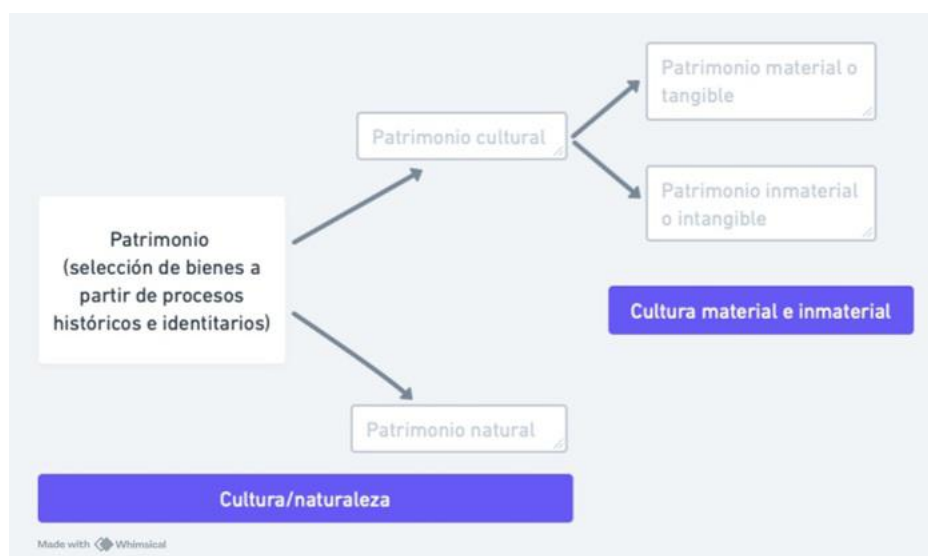 Patrimonio material o
tangible
Patrimonio cultural
Patrimonio inmaterial
o intangible
Patrimonio
(selección de bienes a
partir de procesos
históricos e identitarios)
Cultura material e inmaterial
Patrimonio natural
Cultura/naturaleza
Made with Whimsical